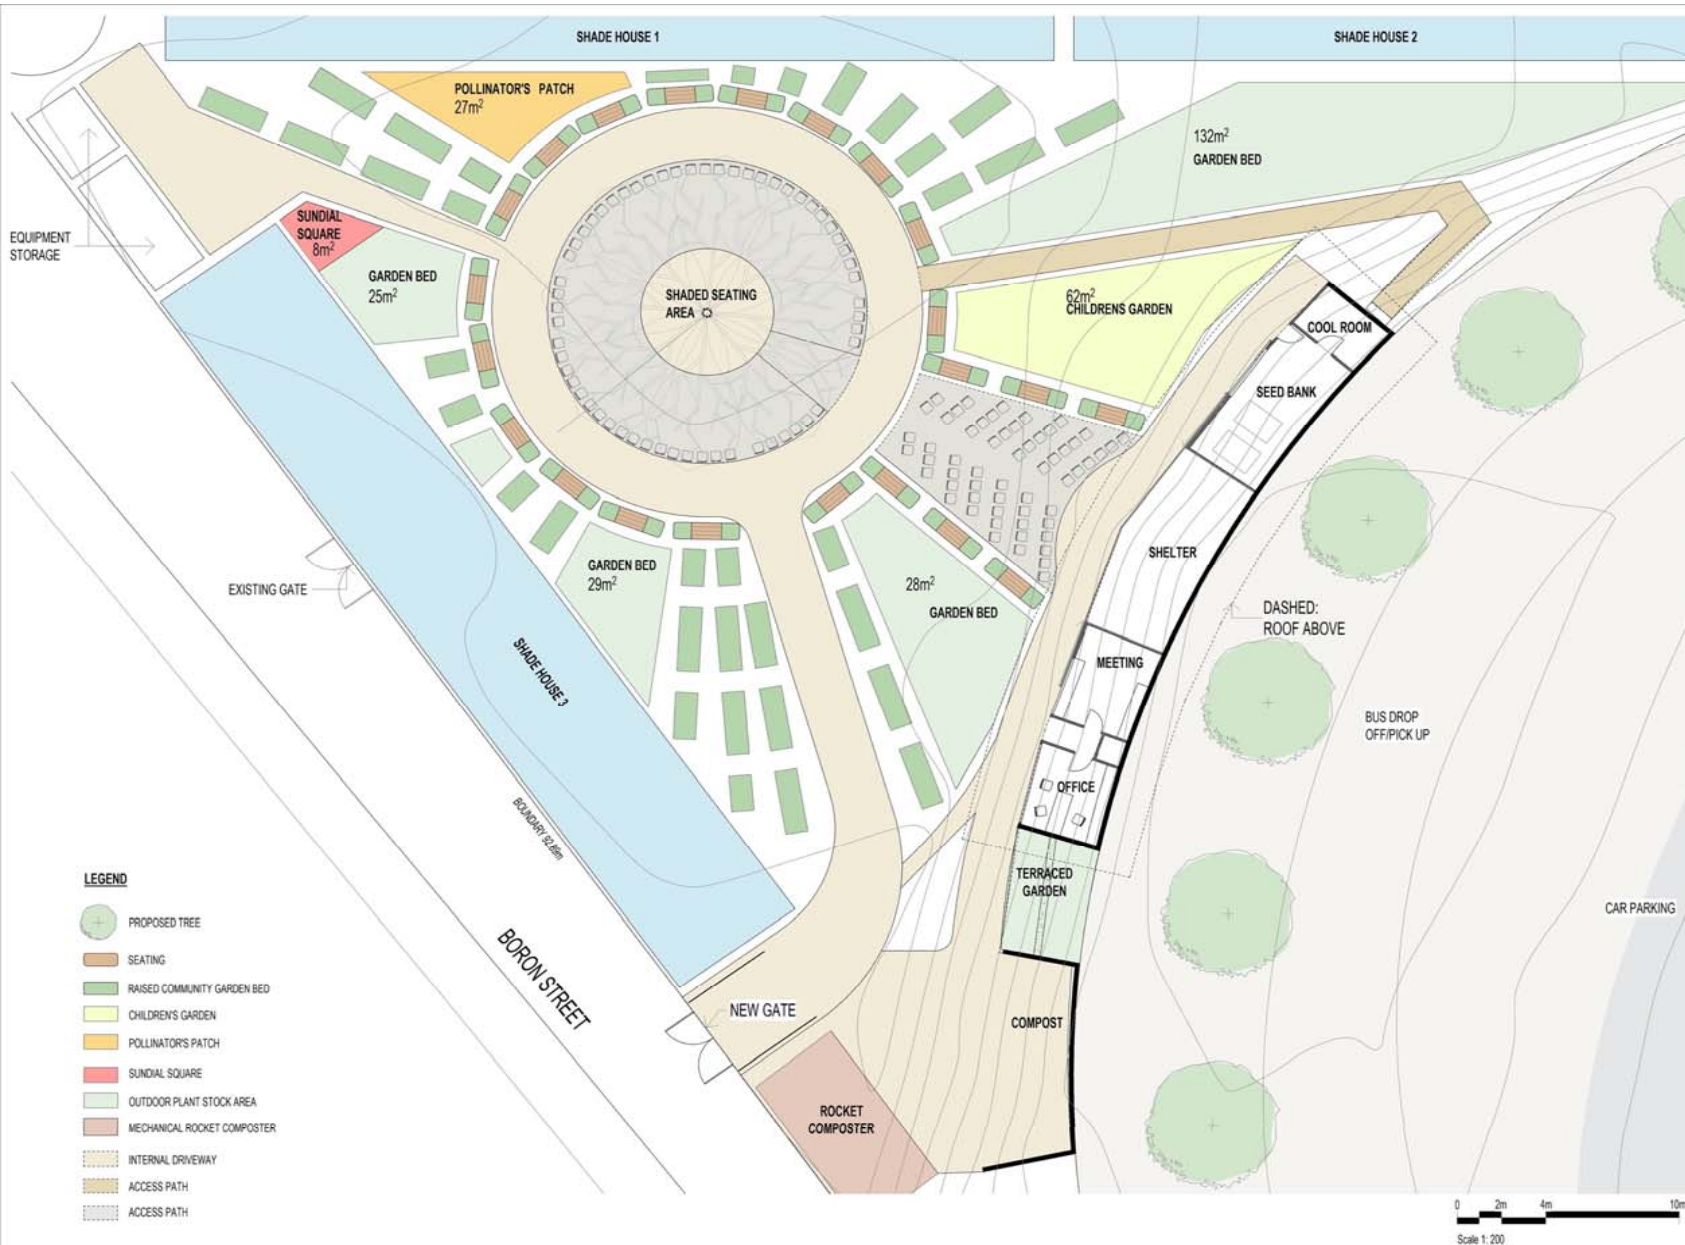 SHADE HOUSE 1
SHADE HOUSE 2
POLLINATOR'S PATCH
27m²
132m²
GARDEN BED
SUNDIAL
SQUARE
8m²
EQUIPMENT
STORAGE
GARDEN BED
25m²
SHADED SEATING
AREA
62m²
CHILDRENS GARDEN
COOL ROOM
SEED BANK
SHELTER
EXISTING GATE
GARDEN BED
29m²
28m²
GARDEN BED
DASHED:
ROOF ABOVE
SHADE HOUSE 3
MEETING
BUS DROP
OFF/PICK UP
OFFICE
BOUNDARY 92.69m
TERRACED
GARDEN
CAR PARKING
BORON STREET
NEW GATE
COMPOST
ROCKET
COMPOSTER
LEGEND
PROPOSED TREE
SEATING
RAISED COMMUNITY GARDEN BED
CHILDREN'S GARDEN
POLLINATOR'S PATCH
SUNDIAL SQUARE
OUTDOOR PLANT STOCK AREA
MECHANICAL ROCKET COMPOSTER
INTERNAL DRIVEWAY
ACCESS PATH
ACCESS PATH
0 2m 4m 10m
Scale 1: 200